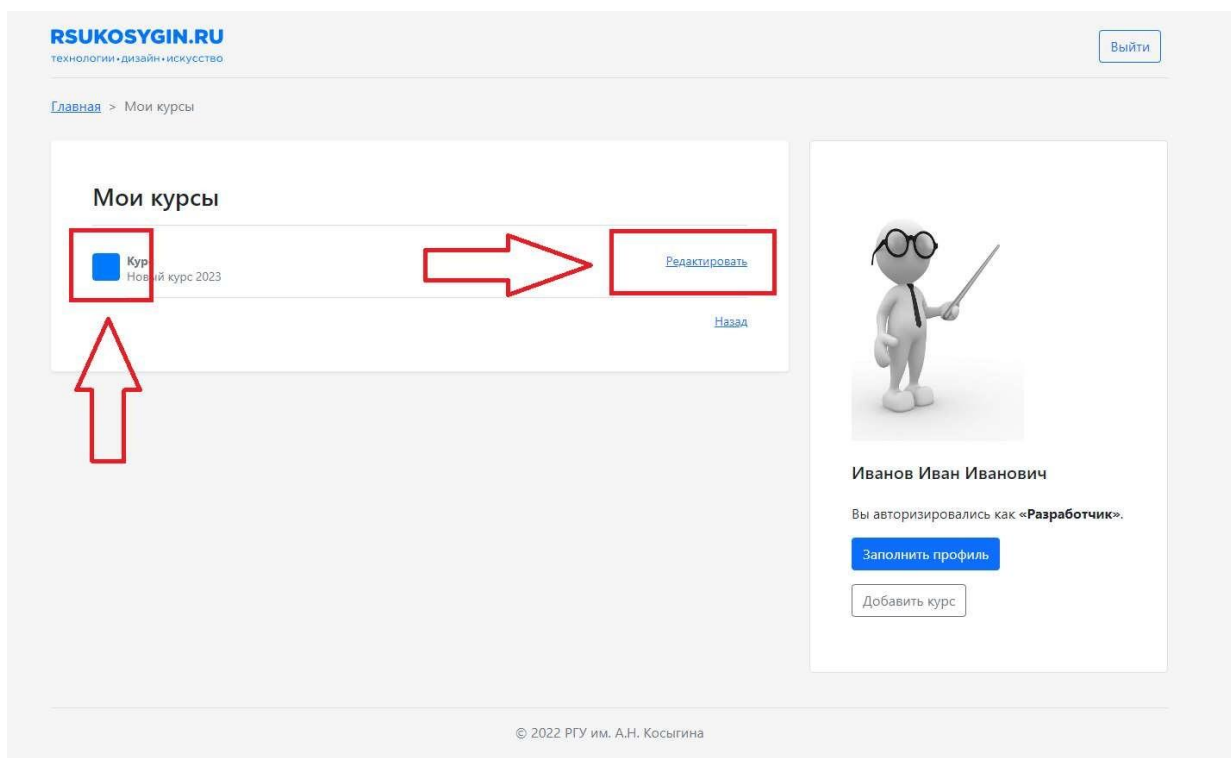 RSUKOSYGIN.RU
технологии•дизайн•искусство
Выйти
Главная > Мои курсы
Мои курсы
Курс
Новый курс 2023
Редактировать
Назад
Иванов Иван Иванович
Вы авторизировались как «Разработчик».
Заполнить профиль
Добавить курс
© 2022 РГУ им. А.Н. Косыгина